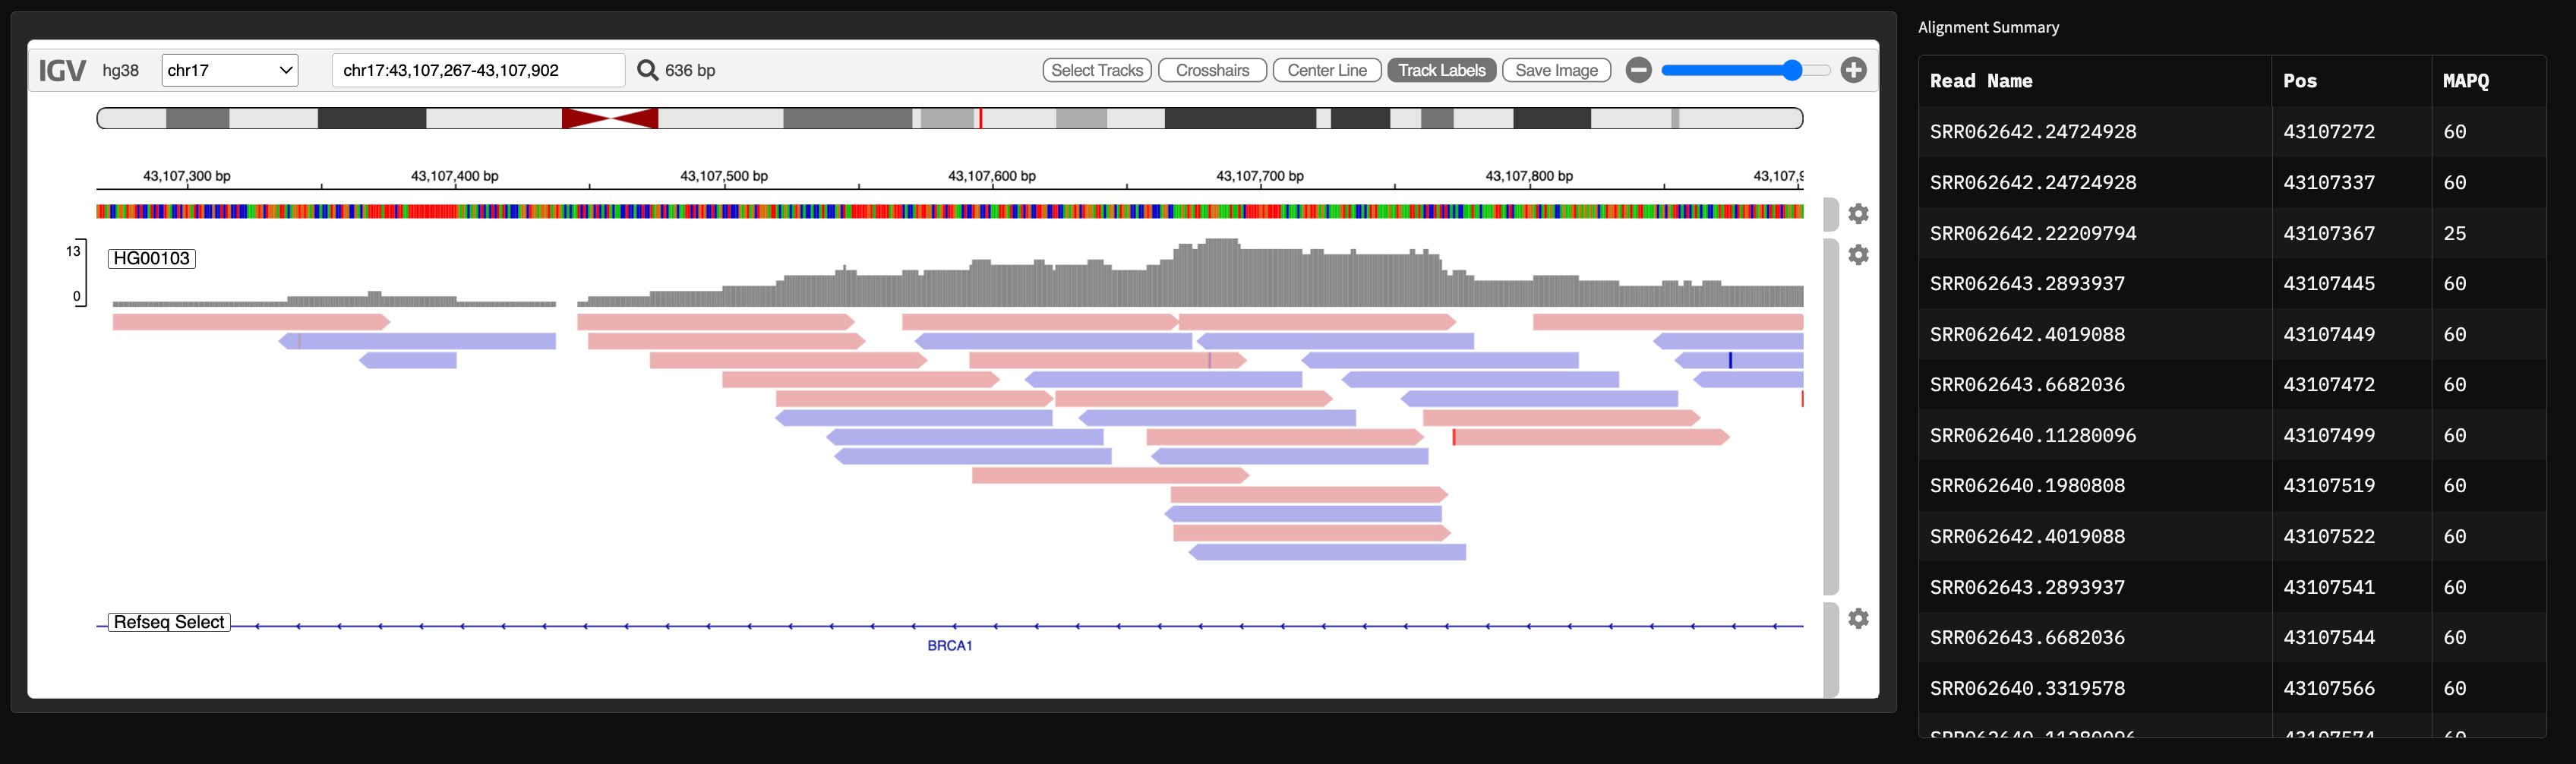 IGV hg38 chr17 chr17:43,107,267-43,107,902 636 bp Select Tracks Crosshairs Center Line Track Labels Save Image
43,107,300 bp 43,107,400 bp 43,107,500 bp 43,107,600 bp 43,107,700 bp 43,107,800 bp 43,107,9
13
HG00103
0
Refseq Select
BRCA1
Alignment Summary
Read Name Pos MAPQ
SRR062642.24724928 43107272 60
SRR062642.24724928 43107337 60
SRR062642.22209794 43107367 25
SRR062643.2893937 43107445 60
SRR062642.4019088 43107449 60
SRR062643.6682036 43107472 60
SRR062640.11280096 43107499 60
SRR062640.1980808 43107519 60
SRR062642.4019088 43107522 60
SRR062643.2893937 43107541 60
SRR062643.6682036 43107544 60
SRR062640.3319578 43107566 60
SRR062640.11280096 43107574 60